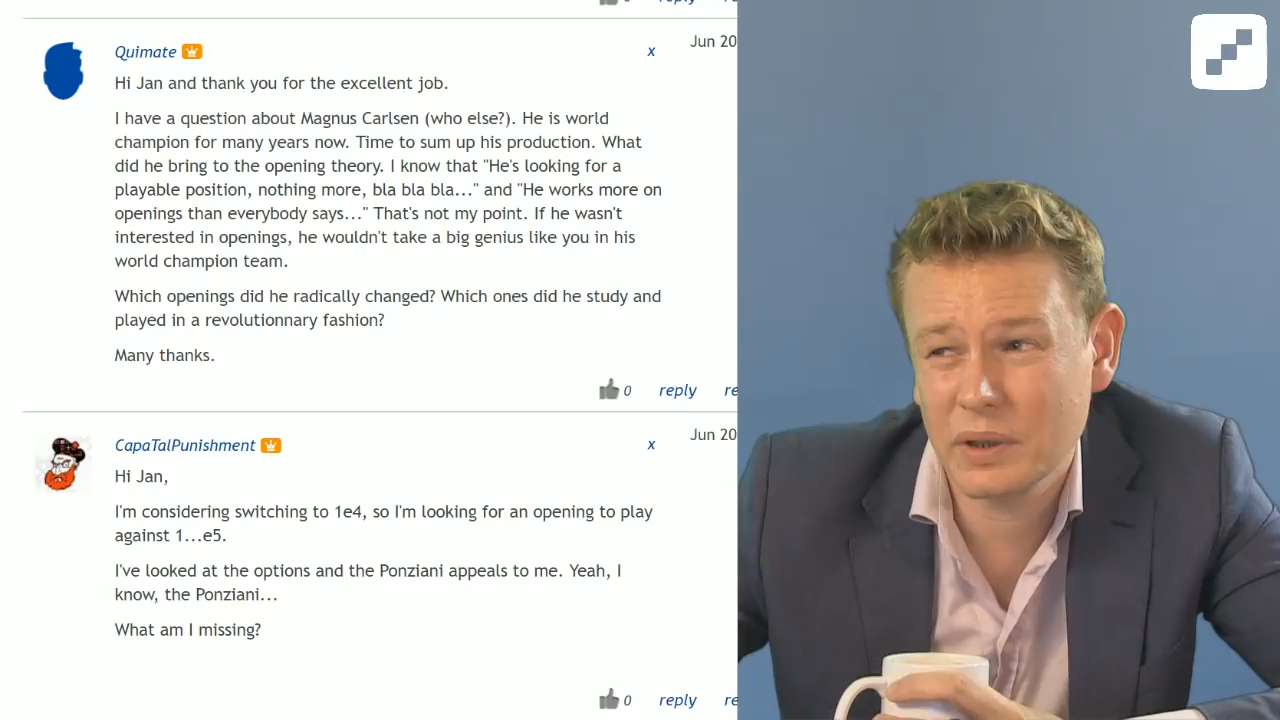 0 reply
Quimate
x
Jun 20
Hi Jan and thank you for the excellent job.
I have a question about Magnus Carlsen (who else?). He is world
champion for many years now. Time to sum up his production. What
did he bring to the opening theory. I know that "He's looking for a
playable position, nothing more, bla bla bla..." and "He works more on
openings than everybody says..." That's not my point. If he wasn't
interested in openings, he wouldn't take a big genius like you in his
world champion team.
Which openings did he radically changed? Which ones did he study and
played in a revolutionnary fashion?
Many thanks.
0 reply re
CapaTalPunishment
x
Jun 20
Hi Jan,
I'm considering switching to 1e4, so I'm looking for an opening to play
against 1...e5.
I've looked at the options and the Ponziani appeals to me. Yeah, I
know, the Ponziani...
What am I missing?
0 reply re